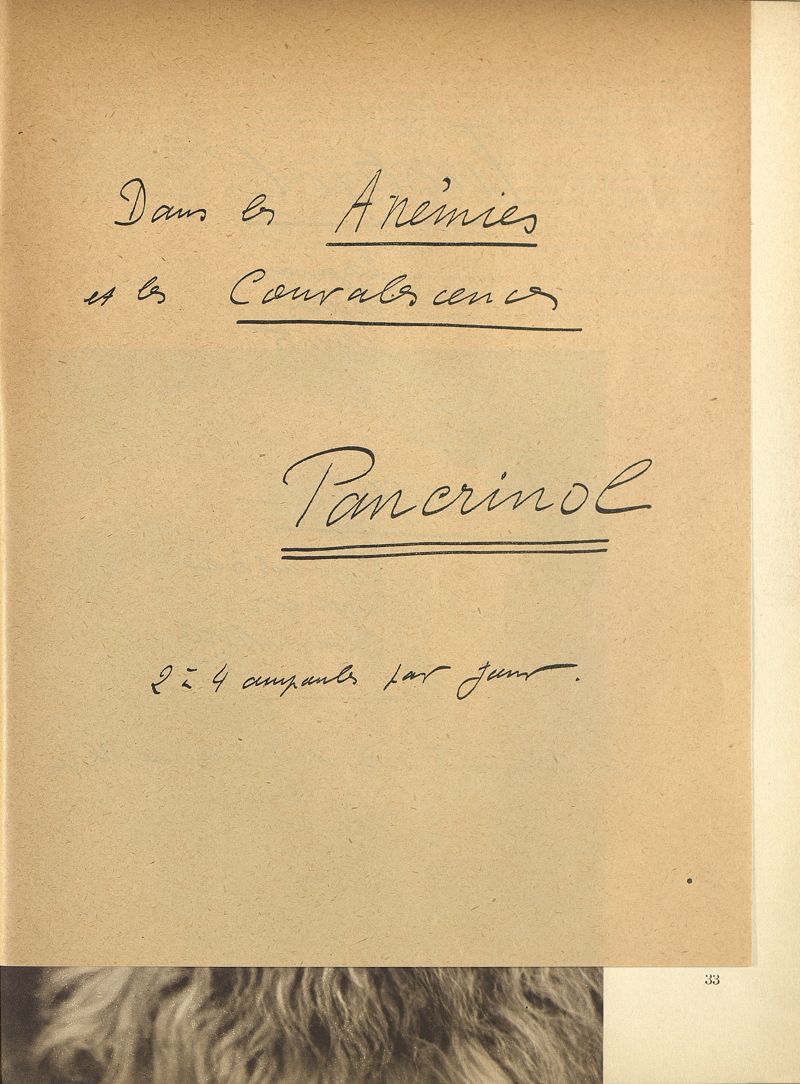 Dans les Anémies
et les Convalescences
Pancrinol
2 à 4 ampoules par jour.
33